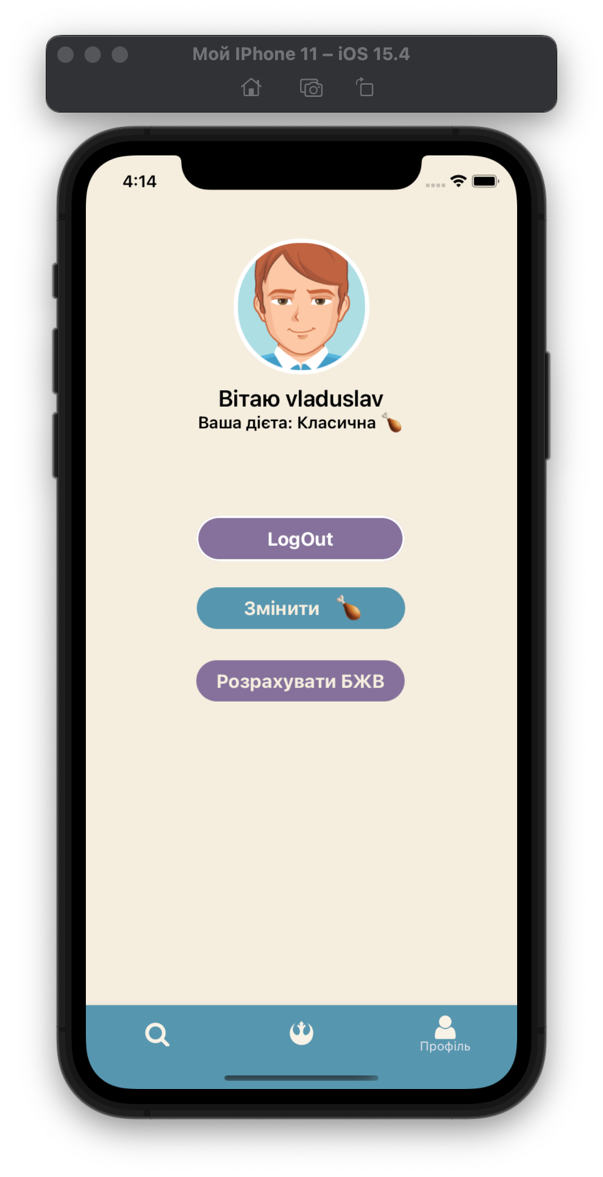 Мой IPhone 11 – iOS 15.4
4:14
Вітаю vladuslav
Ваша дієта: Класична 🍗
LogOut
Змінити 🍗
Розрахувати БЖВ
Профіль